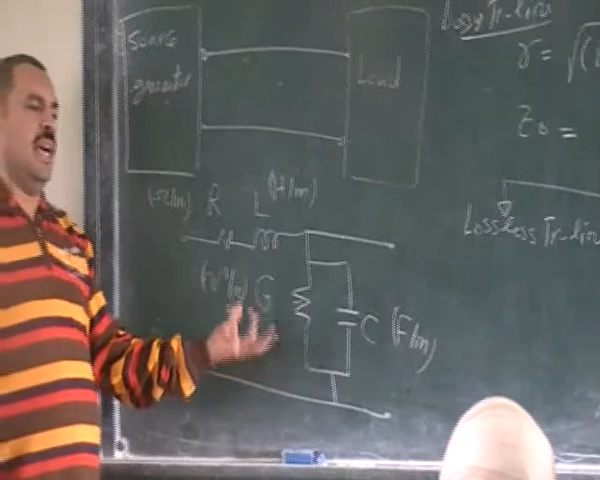 Lossy Tr-line
γ = √(
Source
generator
Load
Z₀ =
(Ω/m) R L (H/m)
Lossless Tr-line
(℧/m) G C (F/m)